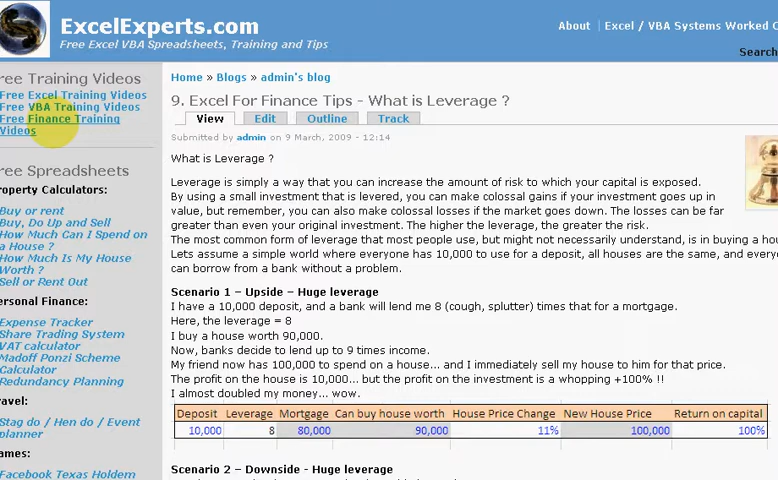 ExcelExperts.com
Free Excel VBA Spreadsheets, Training and Tips
About
Excel / VBA Systems Worked
Search
ree Training Videos
Free Excel Training Videos
Free VBA Training Videos
Free Finance Training
Videos
ree Spreadsheets
roperty Calculators:
Buy or rent
Buy, Do Up and Sell
How Much Can I Spend on
a House ?
How Much Is My House
Worth ?
Sell or Rent Out
ersonal Finance:
Expense Tracker
Share Trading System
VAT calculator
Madoff Ponzi Scheme
Calculator
Redundancy Planning
ravel:
Stag do / Hen do / Event
planner
ames:
Facebook Texas Holdem
Home » Blogs » admin's blog
9. Excel For Finance Tips - What is Leverage ?
View Edit Outline Track
Submitted by admin on 9 March, 2009 - 12:14
What is Leverage ?
Leverage is simply a way that you can increase the amount of risk to which your capital is exposed.
By using a small investment that is levered, you can make colossal gains if your investment goes up in
value, but remember, you can also make colossal losses if the market goes down. The losses can be far
greater than even your original investment. The higher the leverage, the greater the risk.
The most common form of leverage that most people use, but might not necessarily understand, is in buying a hou
Lets assume a simple world where everyone has 10,000 to use for a deposit, all houses are the same, and every
can borrow from a bank without a problem.
Scenario 1 – Upside – Huge leverage
I have a 10,000 deposit, and a bank will lend me 8 (cough, splutter) times that for a mortgage.
Here, the leverage = 8
I buy a house worth 90,000.
Now, banks decide to lend up to 9 times income.
My friend now has 100,000 to spend on a house... and I immediately sell my house to him for that price.
The profit on the house is 10,000... but the profit on the investment is a whopping +100% !!
I almost doubled my money... wow.
Deposit Leverage Mortgage Can buy house worth House Price Change New House Price Return on capital
10,000 8 80,000 90,000 11% 100,000 100%
Scenario 2 – Downside - Huge leverage